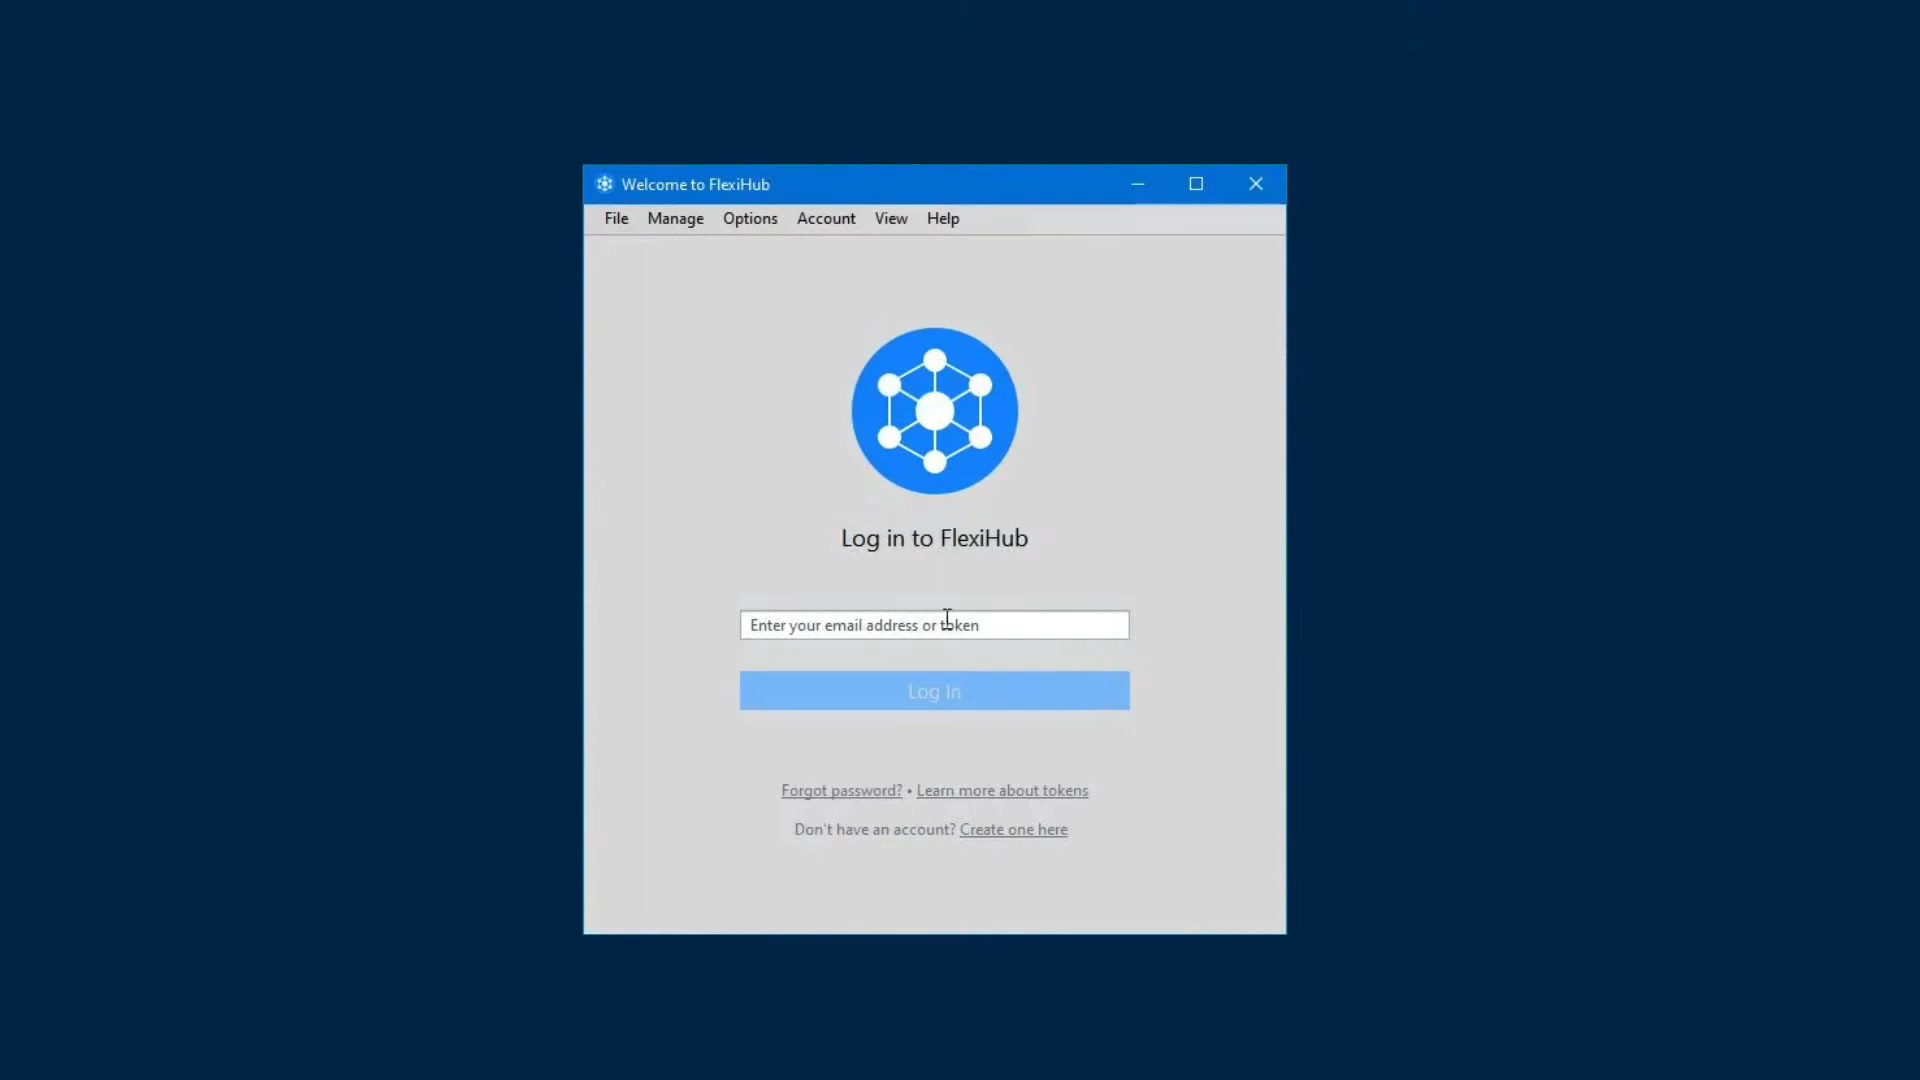 Welcome to FlexiHub
File Manage Options Account View Help
Log in to FlexiHub
Enter your email address or token
Log In
Forgot password? • Learn more about tokens
Don't have an account? Create one here